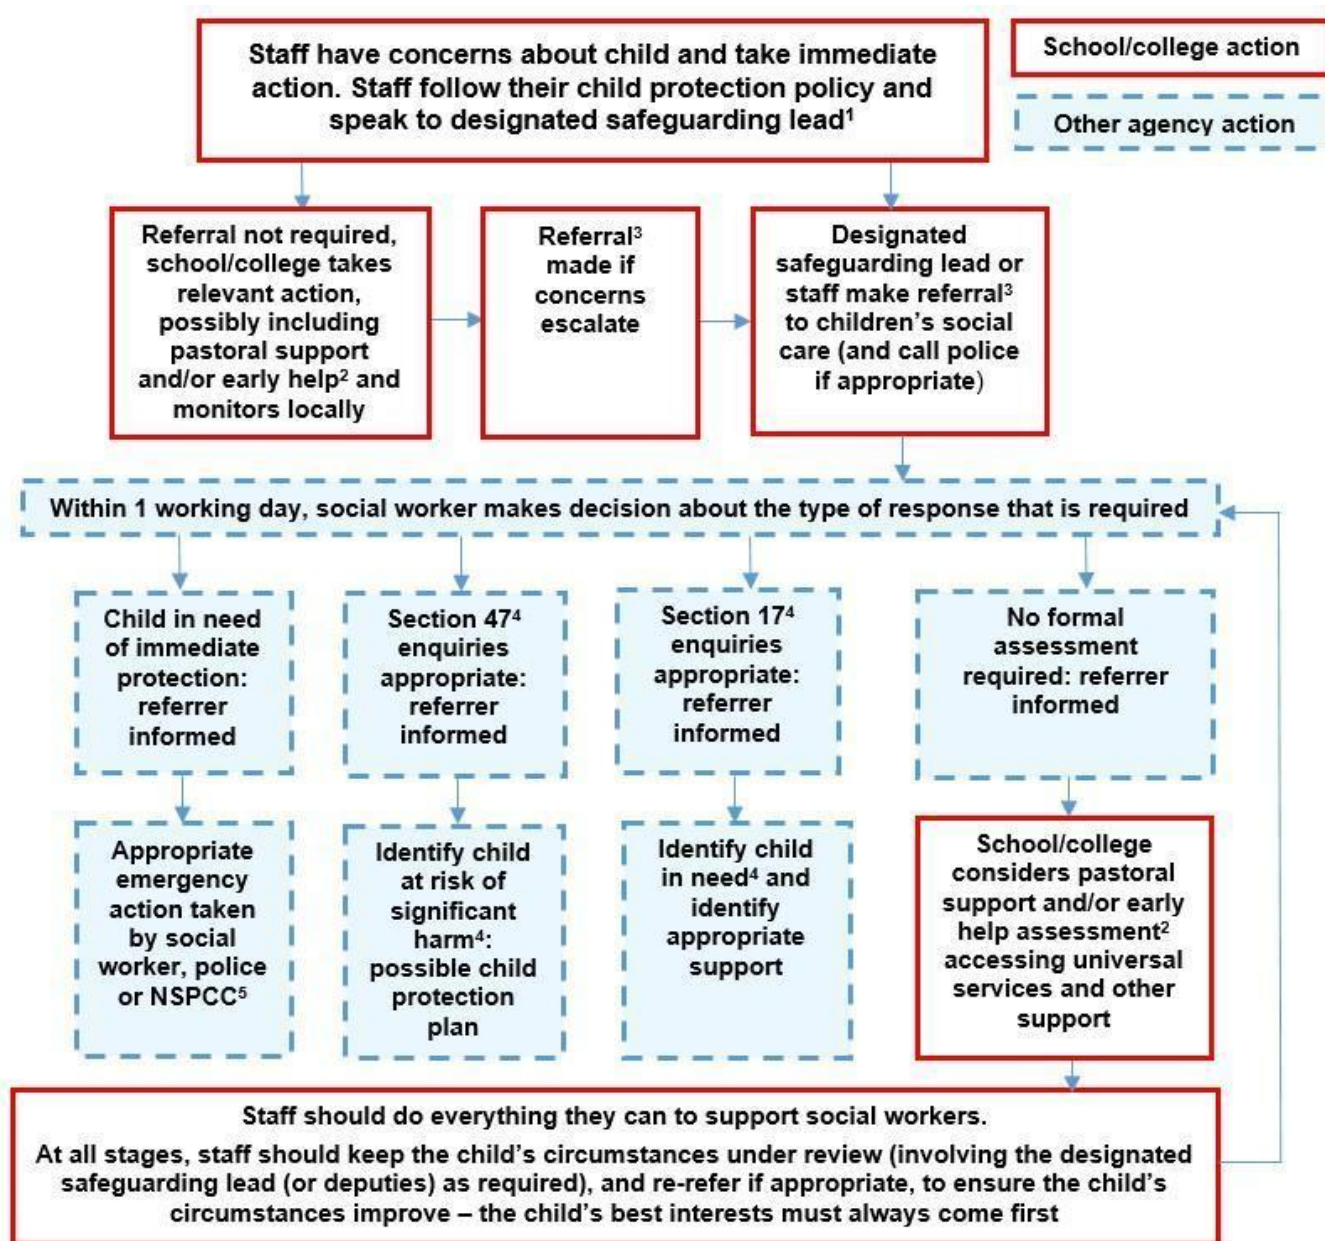 Staff have concerns about child and take immediate
action. Staff follow their child protection policy and
speak to designated safeguarding lead¹
School/college action
Other agency action
Referral not required,
school/college takes
relevant action,
possibly including
pastoral support
and/or early help² and
monitors locally
Referral³
made if
concerns
escalate
Designated
safeguarding lead or
staff make referral³
to children’s social
care (and call police
if appropriate)
Within 1 working day, social worker makes decision about the type of response that is required
Child in need
of immediate
protection:
referrer
informed
Section 47⁴
enquiries
appropriate:
referrer
informed
Section 17⁴
enquiries
appropriate:
referrer
informed
No formal
assessment
required: referrer
informed
Appropriate
emergency
action taken
by social
worker, police
or NSPCC⁵
Identify child
at risk of
significant
harm⁴:
possible child
protection
plan
Identify child
in need⁴ and
identify
appropriate
support
School/college
considers pastoral
support and/or early
help assessment²
accessing universal
services and other
support
Staff should do everything they can to support social workers.
At all stages, staff should keep the child’s circumstances under review (involving the designated
safeguarding lead (or deputies) as required), and re-refer if appropriate, to ensure the child’s
circumstances improve – the child’s best interests must always come first